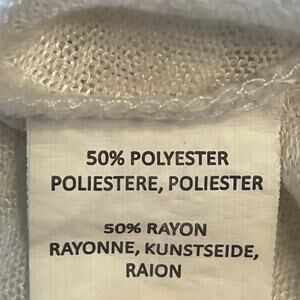 50% POLYESTER
POLIESTERE, POLIESTER
50% RAYON
RAYONNE, KUNSTSEIDE,
RAION